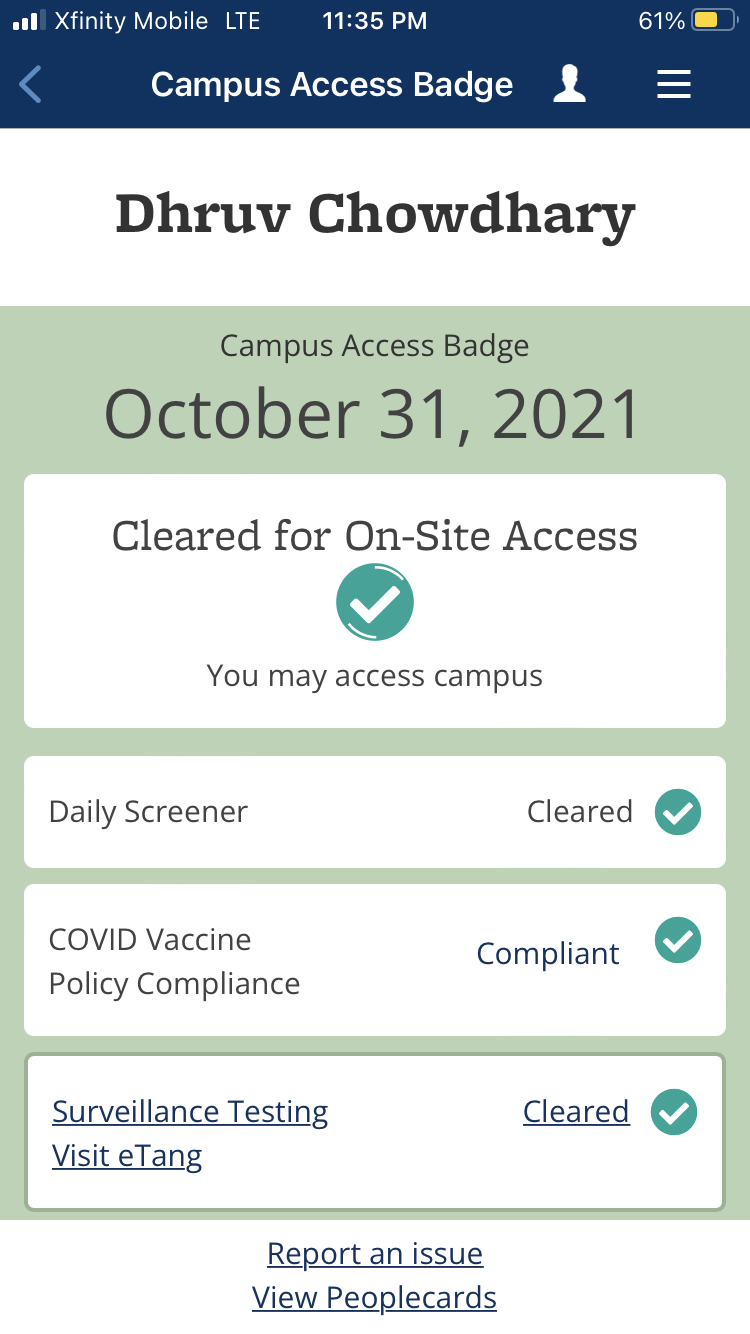 Xfinity Mobile LTE 11:35 PM 61%
Campus Access Badge
Dhruv Chowdhary
Campus Access Badge
October 31, 2021
Cleared for On-Site Access
You may access campus
Daily Screener Cleared
COVID Vaccine
Policy Compliance
Compliant
Surveillance Testing Cleared
Visit eTang
Report an issue
View Peoplecards